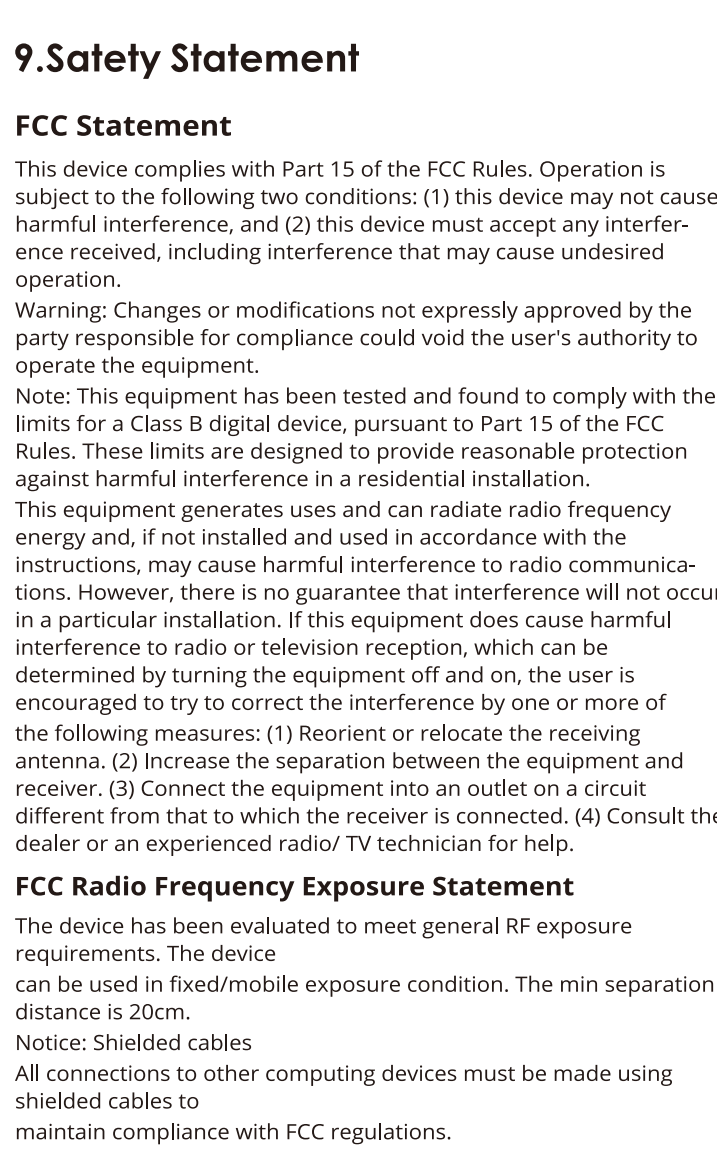 9.Satety Statement
FCC Statement
This device complies with Part 15 of the FCC Rules. Operation is
subject to the following two conditions: (1) this device may not cause
harmful interference, and (2) this device must accept any interfer-
ence received, including interference that may cause undesired
operation.
Warning: Changes or modifications not expressly approved by the
party responsible for compliance could void the user's authority to
operate the equipment.
Note: This equipment has been tested and found to comply with the
limits for a Class B digital device, pursuant to Part 15 of the FCC
Rules. These limits are designed to provide reasonable protection
against harmful interference in a residential installation.
This equipment generates uses and can radiate radio frequency
energy and, if not installed and used in accordance with the
instructions, may cause harmful interference to radio communica-
tions. However, there is no guarantee that interference will not occur
in a particular installation. If this equipment does cause harmful
interference to radio or television reception, which can be
determined by turning the equipment off and on, the user is
encouraged to try to correct the interference by one or more of
the following measures: (1) Reorient or relocate the receiving
antenna. (2) Increase the separation between the equipment and
receiver. (3) Connect the equipment into an outlet on a circuit
different from that to which the receiver is connected. (4) Consult the
dealer or an experienced radio/ TV technician for help.
FCC Radio Frequency Exposure Statement
The device has been evaluated to meet general RF exposure
requirements. The device
can be used in fixed/mobile exposure condition. The min separation
distance is 20cm.
Notice: Shielded cables
All connections to other computing devices must be made using
shielded cables to
maintain compliance with FCC regulations.